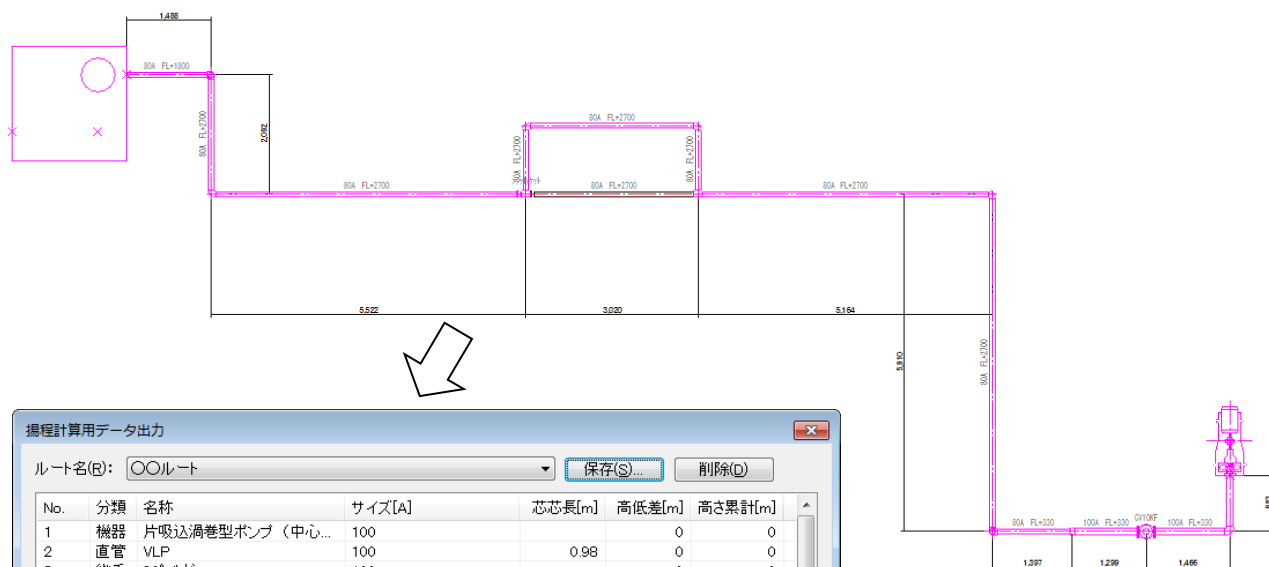 1,488
80A FL+1800
80A FL+2700
2,092
80A FL+2700
80A FL+2700
80A FL+2700
80A FL+2700
80A FL+2700
80A FL+2700
5,522
3,020
5,164
5,910
80A FL+2700
80A FL+330
100A FL+330
CV10KF
100A FL+330
1,397
1,299
1,466
揚程計算用データ出力
ルート名(R):
〇〇ルート
保存(S)...
削除(D)
No. 分類 名称 サイズ[A] 芯芯長[m] 高低差[m] 高さ累計[m]
1 機器 片吸込渦巻型ポンプ（中心... 100 0 0
2 直管 VLP 100 0.98 0 0